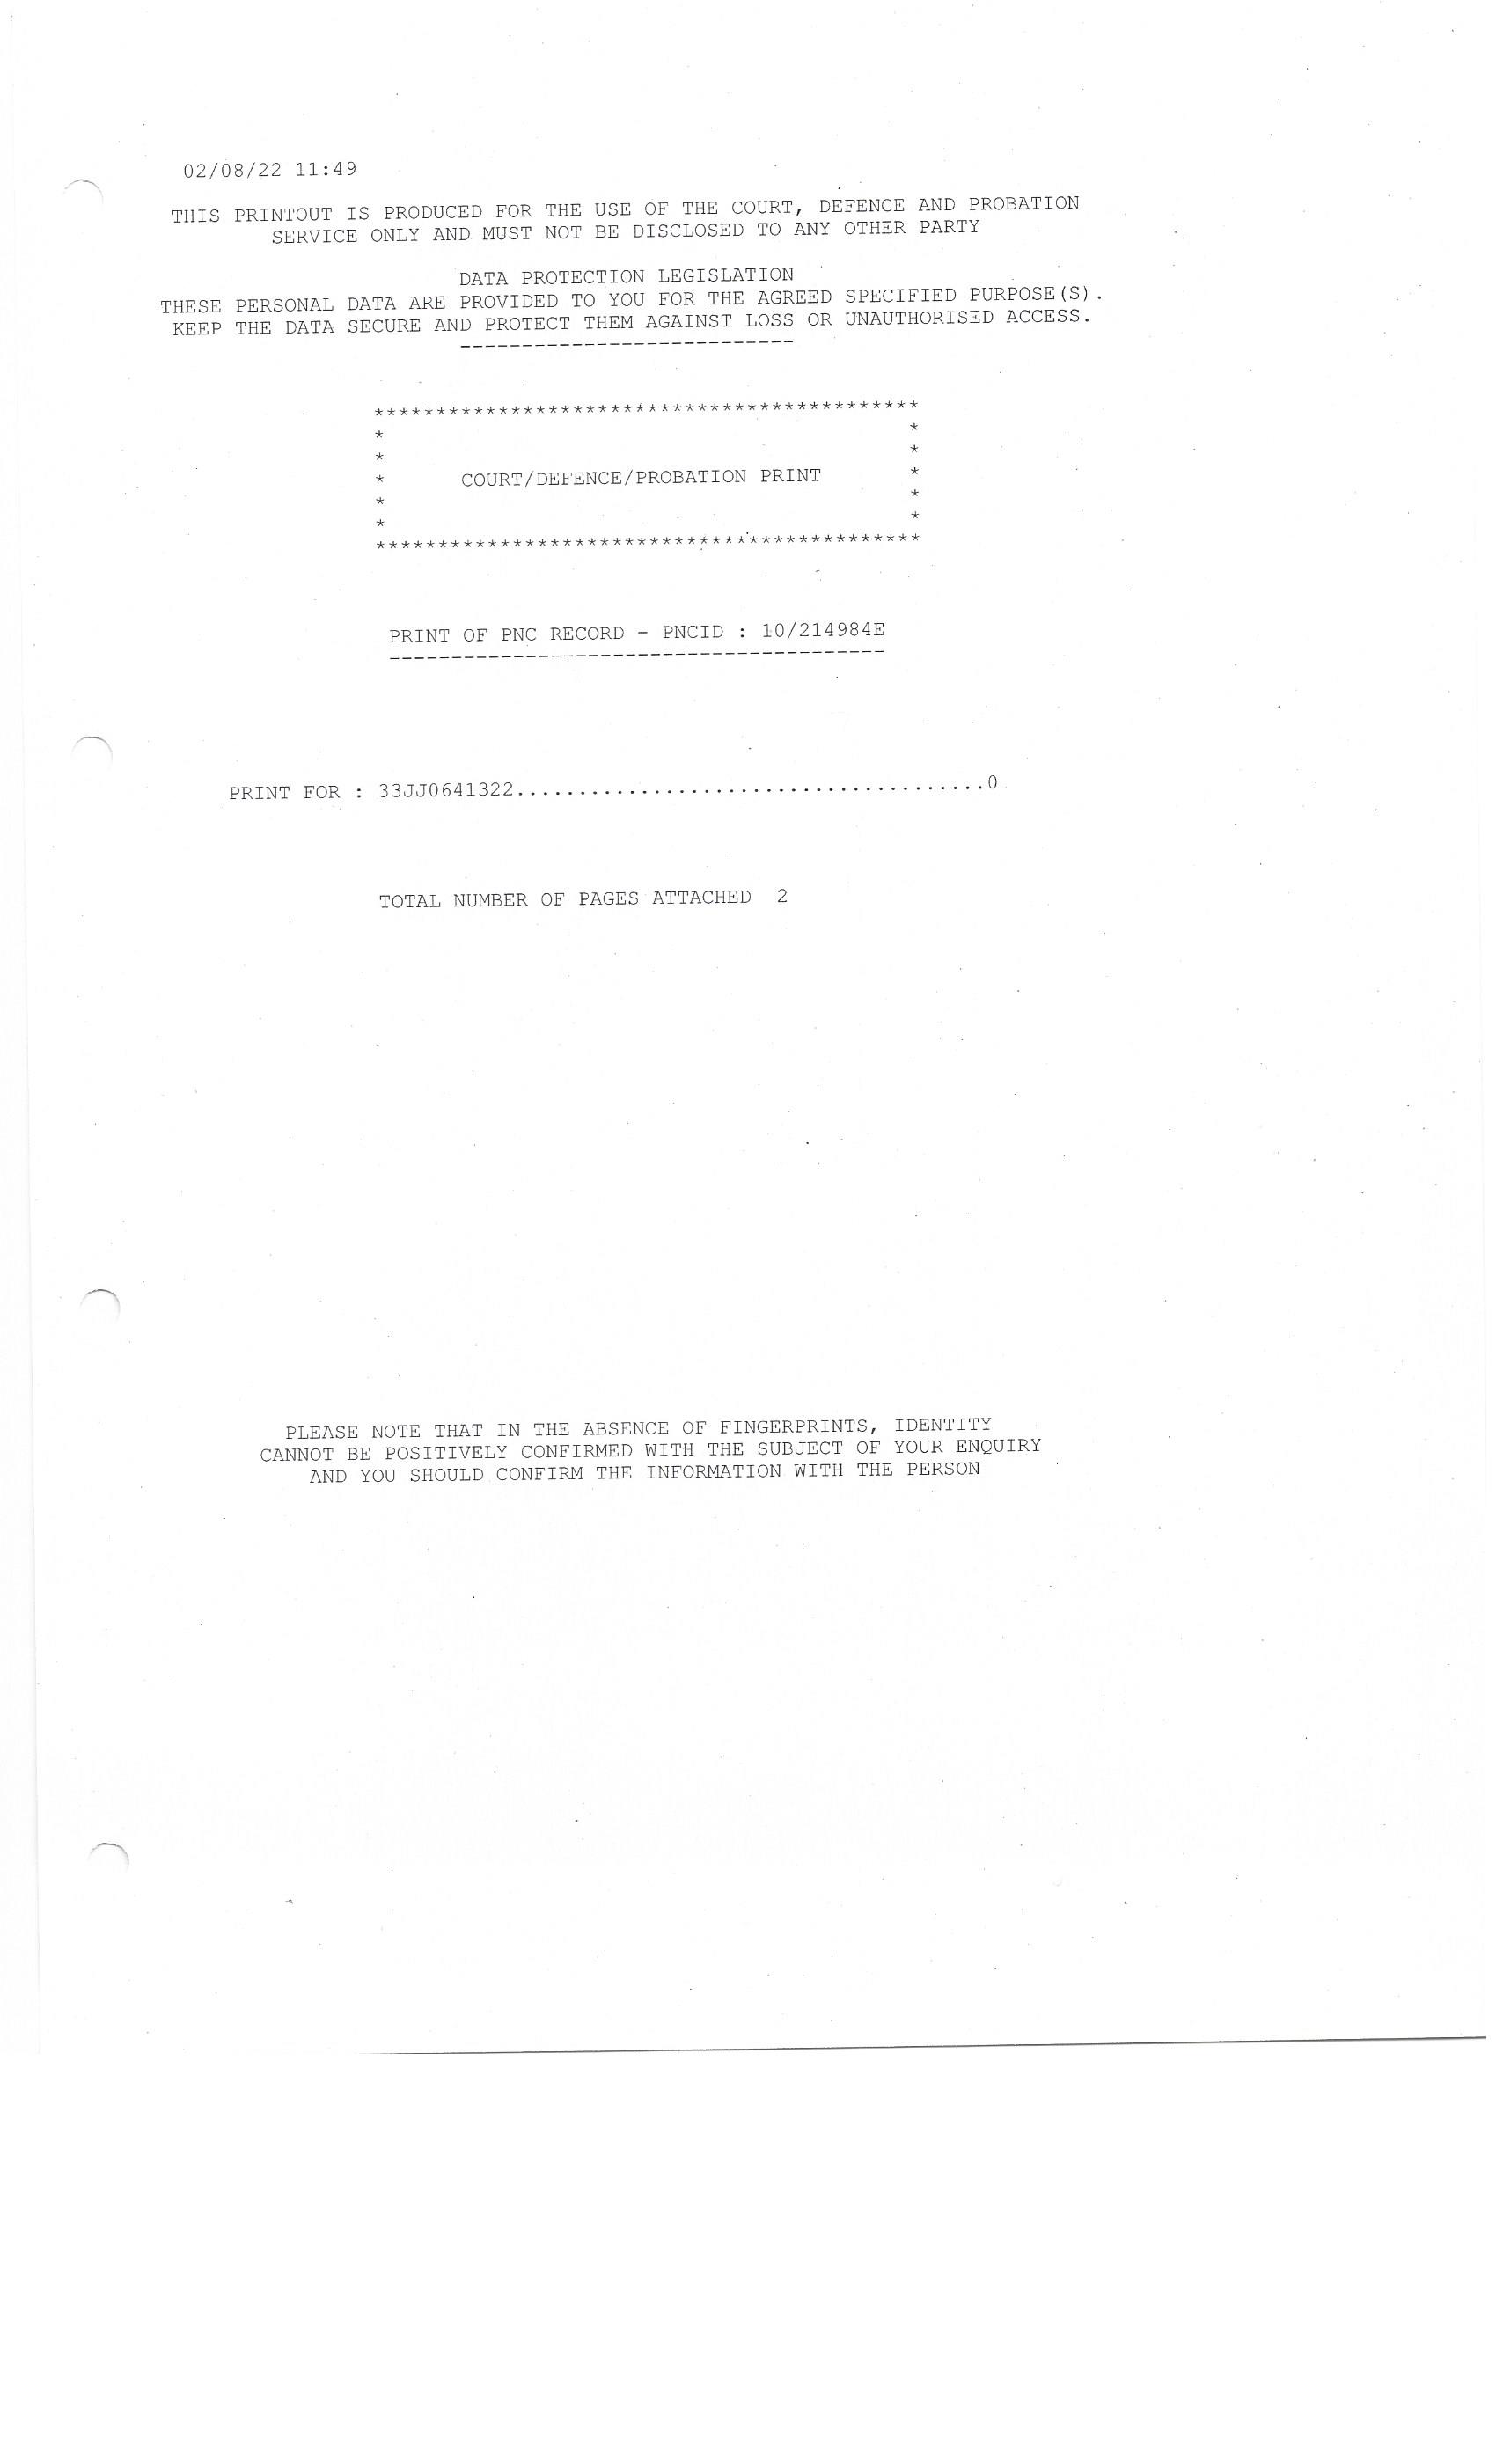 02/08/22 11:49
THIS PRINTOUT IS PRODUCED FOR THE USE OF THE COURT, DEFENCE AND PROBATION
SERVICE ONLY AND MUST NOT BE DISCLOSED TO ANY OTHER PARTY
DATA PROTECTION LEGISLATION
THESE PERSONAL DATA ARE PROVIDED TO YOU FOR THE AGREED SPECIFIED PURPOSE(S).
KEEP THE DATA SECURE AND PROTECT THEM AGAINST LOSS OR UNAUTHORISED ACCESS.
---------------------------
********************************************
* *
* *
* COURT/DEFENCE/PROBATION PRINT *
* *
* *
********************************************
PRINT OF PNC RECORD - PNCID : 10/214984E
----------------------------------------
PRINT FOR : 33JJ0641322......................................0
TOTAL NUMBER OF PAGES ATTACHED 2
PLEASE NOTE THAT IN THE ABSENCE OF FINGERPRINTS, IDENTITY
CANNOT BE POSITIVELY CONFIRMED WITH THE SUBJECT OF YOUR ENQUIRY
AND YOU SHOULD CONFIRM THE INFORMATION WITH THE PERSON